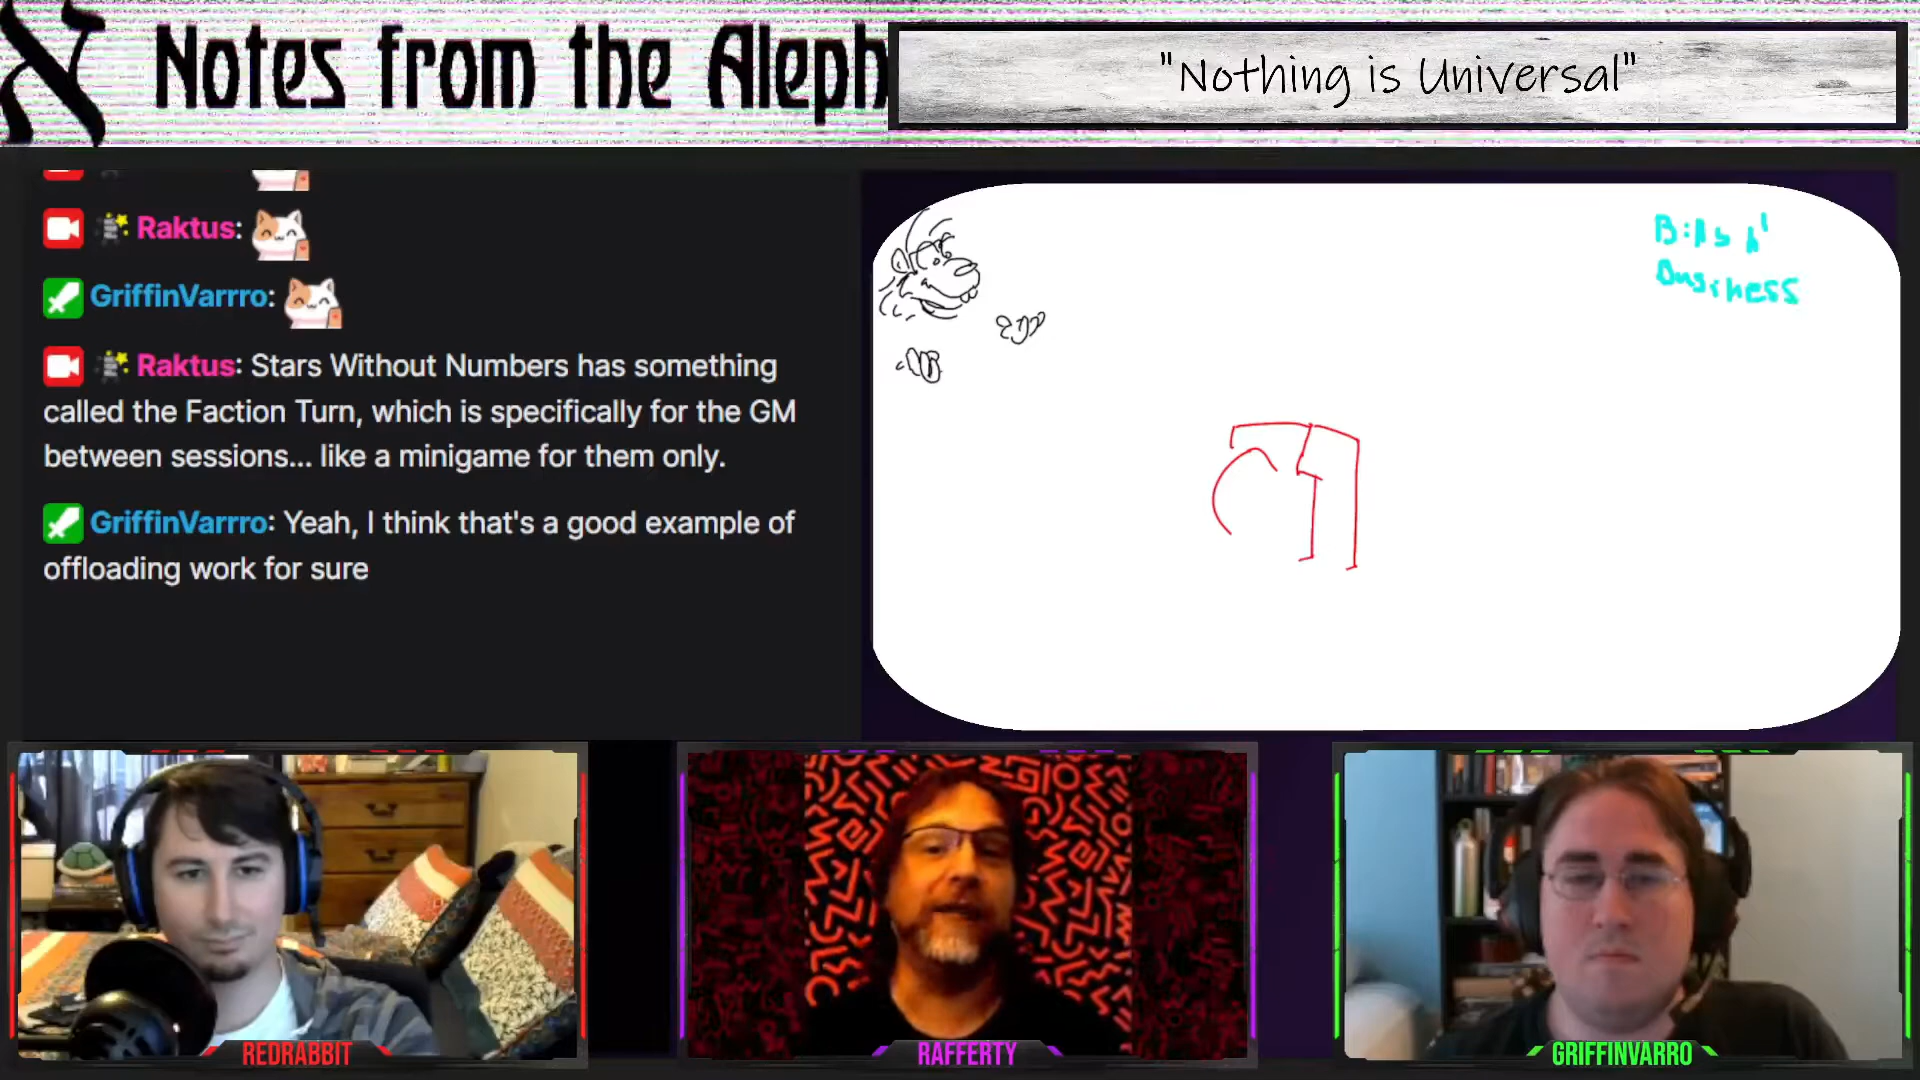 א Notes from the Aleph
"Nothing is Universal"
Raktus:
GriffinVarrro:
Raktus: Stars Without Numbers has something
called the Faction Turn, which is specifically for the GM
between sessions... like a minigame for them only.
GriffinVarrro: Yeah, I think that's a good example of
offloading work for sure
Business
REDRABBIT
RAFFERTY
GRIFFINVARRO